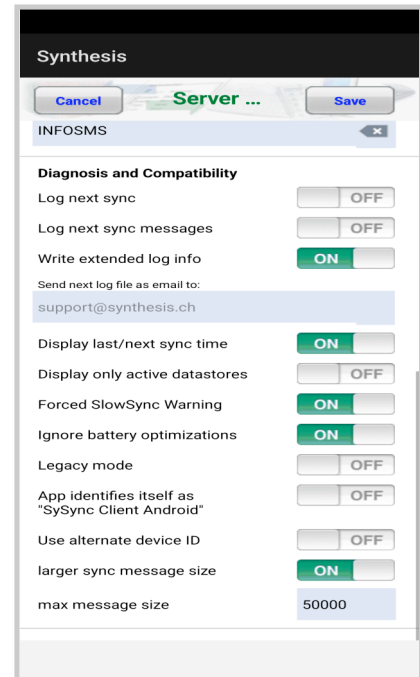 Synthesis
Cancel
Server ...
Save
INFOSMS
Diagnosis and Compatibility
Log next sync OFF
Log next sync messages OFF
Write extended log info ON
Send next log file as email to:
support@synthesis.ch
Display last/next sync time ON
Display only active datastores OFF
Forced SlowSync Warning ON
Ignore battery optimizations ON
Legacy mode OFF
App identifies itself as OFF
"SySync Client Android"
Use alternate device ID OFF
larger sync message size ON
max message size 50000